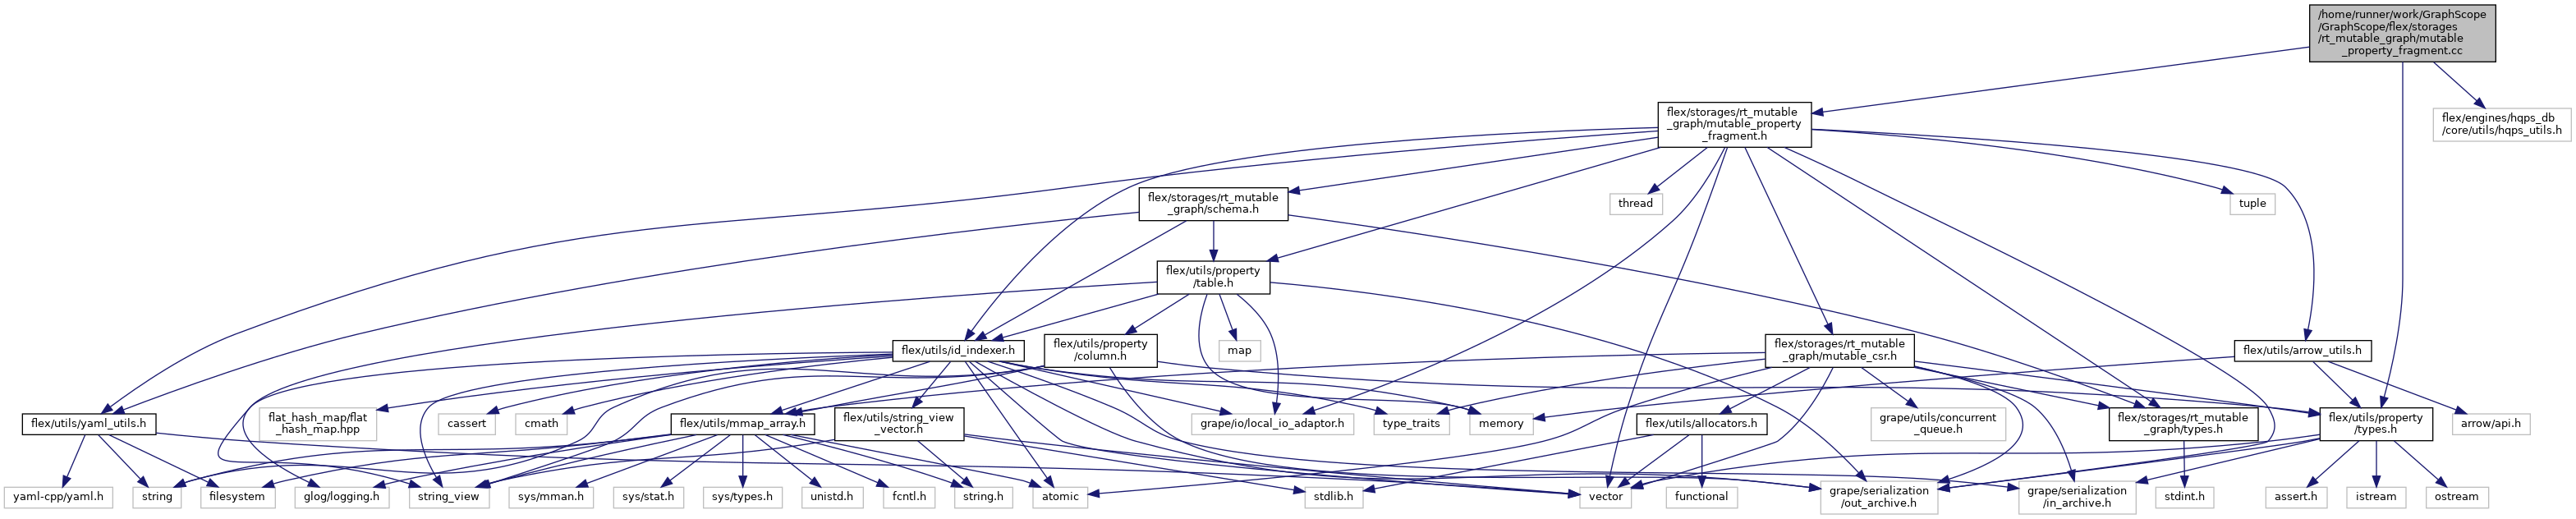 /home/runner/work/GraphScope
/GraphScope/flex/storages
/rt_mutable_graph/mutable
_property_fragment.cc
flex/storages/rt_mutable
_graph/mutable_property
_fragment.h
flex/engines/hqps_db
/core/utils/hqps_utils.h
flex/storages/rt_mutable
_graph/schema.h
thread
tuple
flex/utils/property
/table.h
flex/utils/id_indexer.h
flex/utils/property
/column.h
map
flex/storages/rt_mutable
_graph/mutable_csr.h
flex/utils/arrow_utils.h
flex/utils/yaml_utils.h
flat_hash_map/flat
_hash_map.hpp
cassert
cmath
flex/utils/mmap_array.h
flex/utils/string_view
_vector.h
grape/io/local_io_adaptor.h
type_traits
memory
flex/utils/allocators.h
grape/utils/concurrent
_queue.h
flex/storages/rt_mutable
_graph/types.h
flex/utils/property
/types.h
arrow/api.h
yaml-cpp/yaml.h
string
filesystem
glog/logging.h
string_view
sys/mman.h
sys/stat.h
sys/types.h
unistd.h
fcntl.h
string.h
atomic
stdlib.h
vector
functional
grape/serialization
/out_archive.h
grape/serialization
/in_archive.h
stdint.h
assert.h
istream
ostream